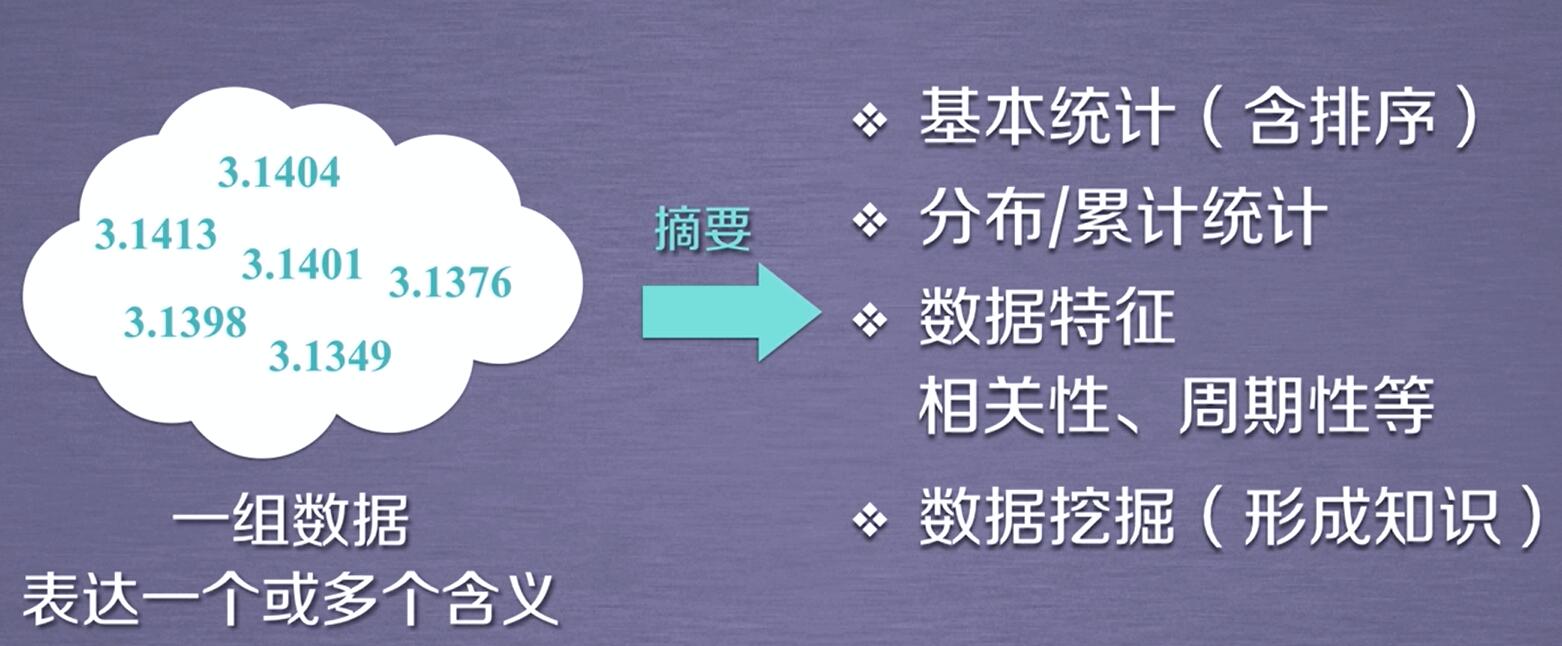 3.1404
3.1413
3.1401
3.1376
3.1398
3.1349
一组数据
表达一个或多个含义
摘要
❖ 基本统计（含排序）
❖ 分布/累计统计
❖ 数据特征
相关性、周期性等
❖ 数据挖掘（形成知识）